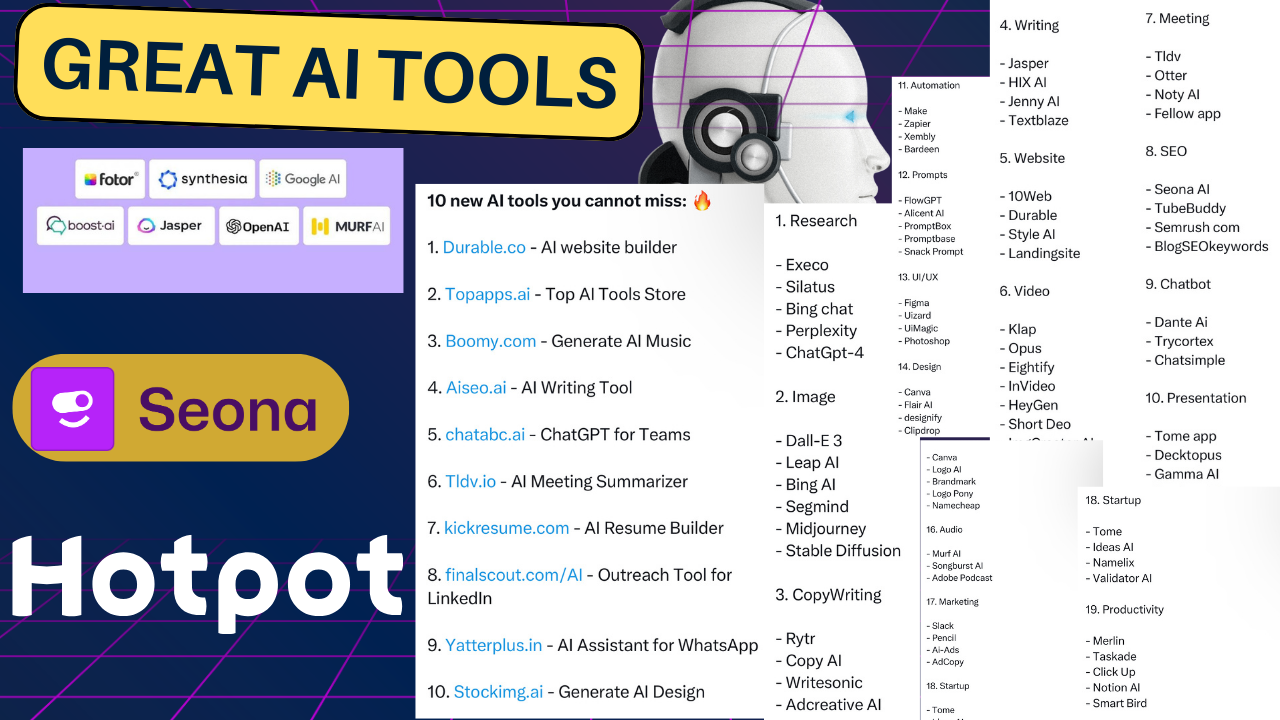 GREAT AI TOOLS
fotor
synthesia
Google AI
boost.ai
Jasper
OpenAI
MURFAI
Seona
Hotpot
10 new AI tools you cannot miss: 🔥
1. Durable.co - AI website builder
2. Topapps.ai - Top AI Tools Store
3. Boomy.com - Generate AI Music
4. Aiseo.ai - AI Writing Tool
5. chatabc.ai - ChatGPT for Teams
6. Tldv.io - AI Meeting Summarizer
7. kickresume.com - AI Resume Builder
8. finalscout.com/AI - Outreach Tool for
LinkedIn
9. Yatterplus.in - AI Assistant for WhatsApp
10. Stockimg.ai - Generate AI Design
1. Research
- Execo
- Silatus
- Bing chat
- Perplexity
- ChatGpt-4
2. Image
- Dall-E 3
- Leap AI
- Bing AI
- Segmind
- Midjourney
- Stable Diffusion
3. CopyWriting
- Rytr
- Copy AI
- Writesonic
- Adcreative AI
11. Automation
- Make
- Zapier
- Xembly
- Bardeen
12. Prompts
- FlowGPT
- Alicent AI
- PromptBox
- Promptbase
- Snack Prompt
13. UI/UX
- Figma
- Uizard
- UiMagic
- Photoshop
14. Design
- Canva
- Flair AI
- designify
- Clipdrop
- Canva
- Logo AI
- Brandmark
- Logo Pony
- Namecheap
16. Audio
- Murf AI
- Songburst AI
- Adobe Podcast
17. Marketing
- Slack
- Pencil
- Ai-Ads
- AdCopy
18. Startup
- Tome
4. Writing
- Jasper
- HIX AI
- Jenny AI
- Textblaze
5. Website
- 10Web
- Durable
- Style AI
- Landingsite
6. Video
- Klap
- Opus
- Eightify
- InVideo
- HeyGen
- Short Deo
7. Meeting
- Tldv
- Otter
- Noty AI
- Fellow app
8. SEO
- Seona AI
- TubeBuddy
- Semrush com
- BlogSEOkeywords
9. Chatbot
- Dante Ai
- Trycortex
- Chatsimple
10. Presentation
- Tome app
- Decktopus
- Gamma AI
18. Startup
- Tome
- Ideas AI
- Namelix
- Validator AI
19. Productivity
- Merlin
- Taskade
- Click Up
- Notion AI
- Smart Bird